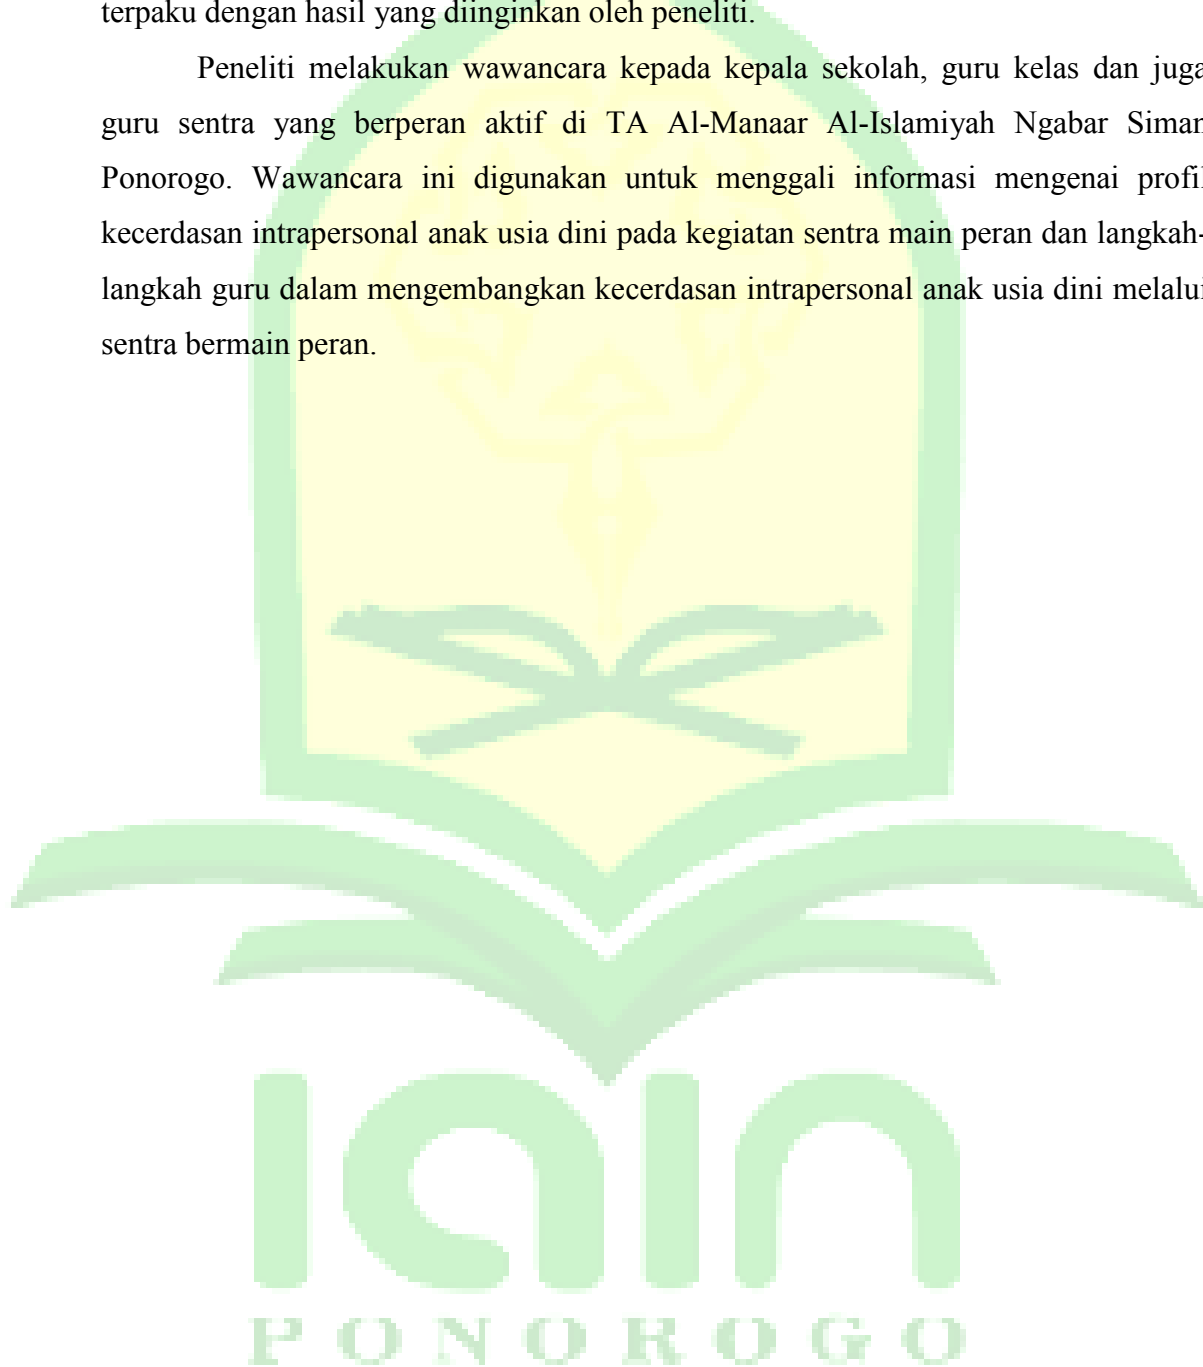 terpaku dengan hasil yang diinginkan oleh peneliti.
Peneliti melakukan wawancara kepada kepala sekolah, guru kelas dan juga
guru sentra yang berperan aktif di TA Al-Manaar Al-Islamiyah Ngabar Siman
Ponorogo. Wawancara ini digunakan untuk menggali informasi mengenai profil
kecerdasan intrapersonal anak usia dini pada kegiatan sentra main peran dan langkah-
langkah guru dalam mengembangkan kecerdasan intrapersonal anak usia dini melalui
sentra bermain peran.
iain
PONOROGO